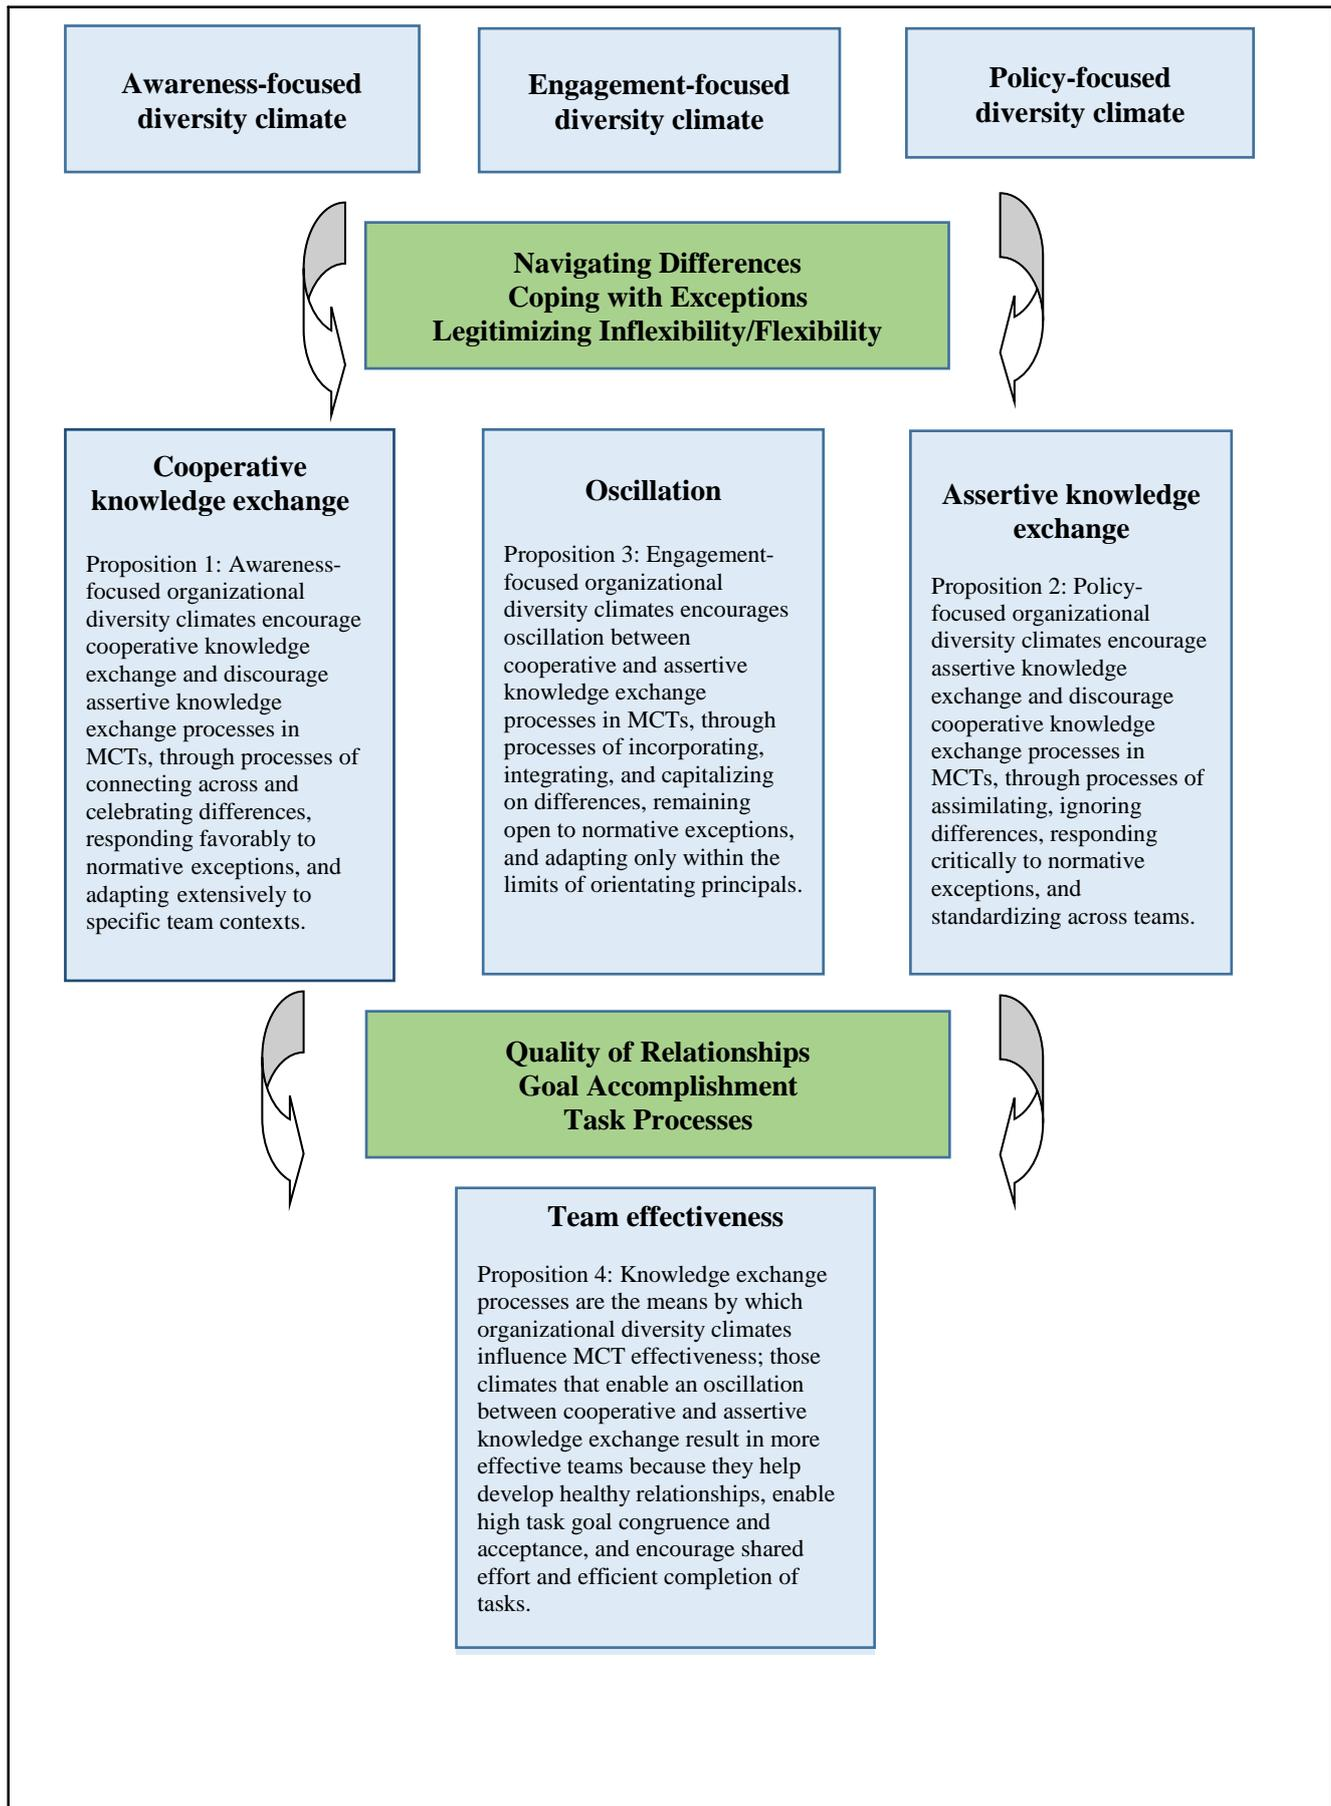 Awareness-focused
diversity climate
Engagement-focused
diversity climate
Policy-focused
diversity climate
Navigating Differences
Coping with Exceptions
Legitimizing Inflexibility/Flexibility
Cooperative
knowledge exchange
Proposition 1: Awareness-
focused organizational
diversity climates encourage
cooperative knowledge
exchange and discourage
assertive knowledge
exchange processes in
MCTs, through processes of
connecting across and
celebrating differences,
responding favorably to
normative exceptions, and
adapting extensively to
specific team contexts.
Oscillation
Proposition 3: Engagement-
focused organizational
diversity climates encourages
oscillation between
cooperative and assertive
knowledge exchange
processes in MCTs, through
processes of incorporating,
integrating, and capitalizing
on differences, remaining
open to normative exceptions,
and adapting only within the
limits of orientating principals.
Assertive knowledge
exchange
Proposition 2: Policy-
focused organizational
diversity climates encourage
assertive knowledge
exchange and discourage
cooperative knowledge
exchange processes in
MCTs, through processes of
assimilating, ignoring
differences, responding
critically to normative
exceptions, and
standardizing across teams.
Quality of Relationships
Goal Accomplishment
Task Processes
Team effectiveness
Proposition 4: Knowledge exchange
processes are the means by which
organizational diversity climates
influence MCT effectiveness; those
climates that enable an oscillation
between cooperative and assertive
knowledge exchange result in more
effective teams because they help
develop healthy relationships, enable
high task goal congruence and
acceptance, and encourage shared
effort and efficient completion of
tasks.